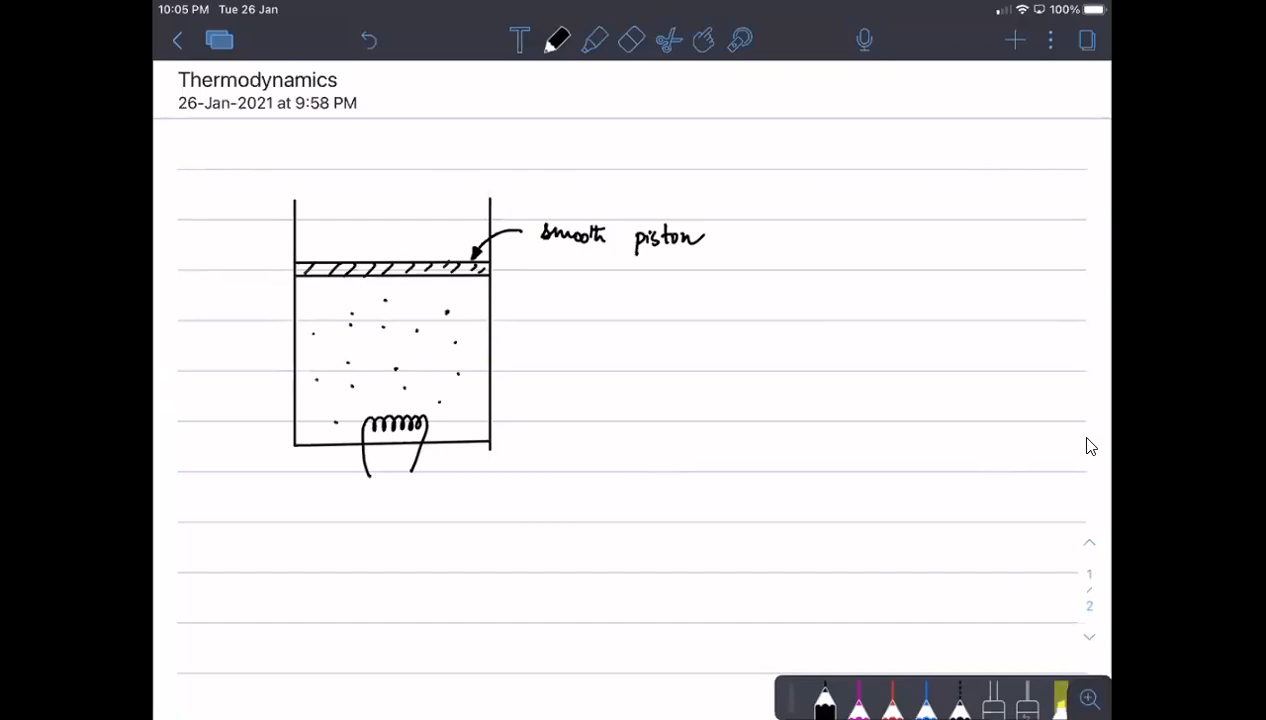 10:05 PM Tue 26 Jan 100%
T
Thermodynamics
26-Jan-2021 at 9:58 PM
smooth piston
1
/
2